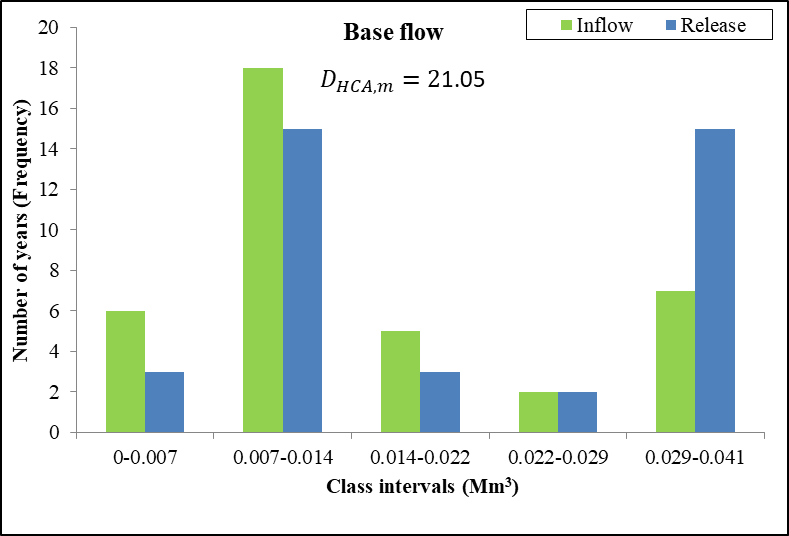 Base flow
Inflow
Release
D_{HCA,m} = 21.05
Number of years (Frequency)
20
18
16
14
12
10
8
6
4
2
0
0-0.007
0.007-0.014
0.014-0.022
0.022-0.029
0.029-0.041
Class intervals (Mm³)